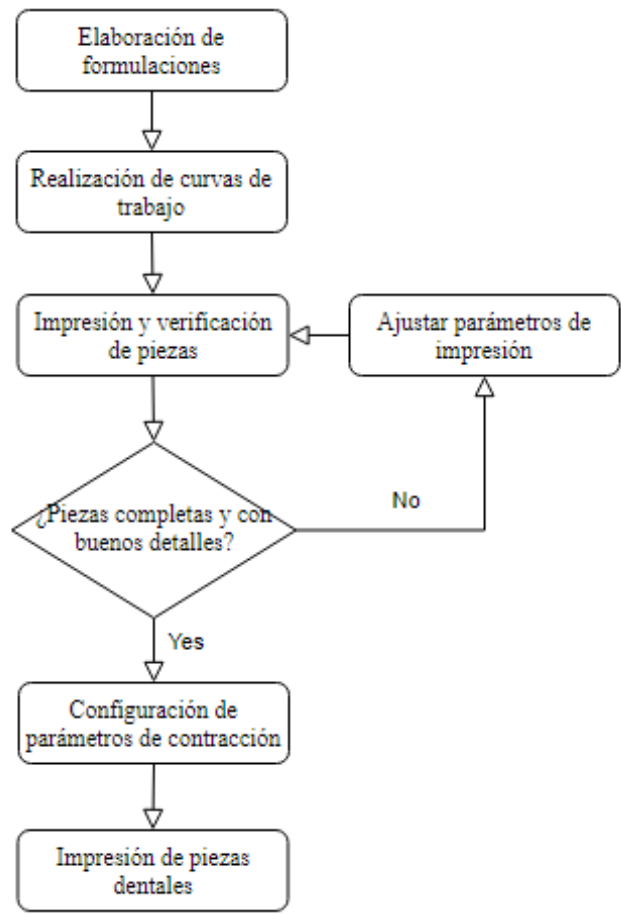 Elaboración de
formulaciones
Realización de curvas de
trabajo
Impresión y verificación
de piezas
Ajustar parámetros de
impresión
¿Piezas completas y con
buenos detalles?
No
Yes
Configuración de
parámetros de contracción
Impresión de piezas
dentales